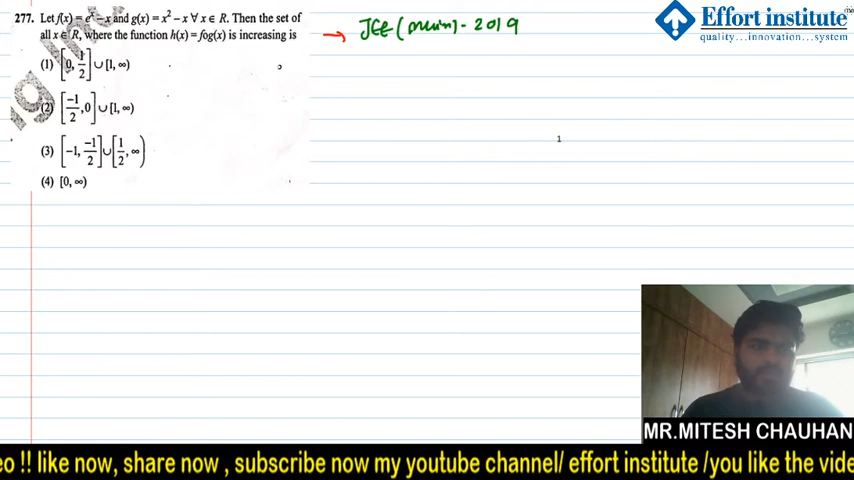 277. Let f(x) = e^x – x and g(x) = x² – x ∀ x ∈ R. Then the set of
all x ∈ R, where the function h(x) = fog(x) is increasing is
→ JEE (main) - 2019
(1) [0, 1/2] ∪ [1, ∞)
(2) [-1/2, 0] ∪ [1, ∞)
(3) [-1, -1/2] ∪ [1/2, ∞)
(4) [0, ∞)
1
Effort institute
quality...innovation...system
MR.MITESH CHAUHAN
eo !! like now, share now , subscribe now my youtube channel/ effort institute /you like the vide